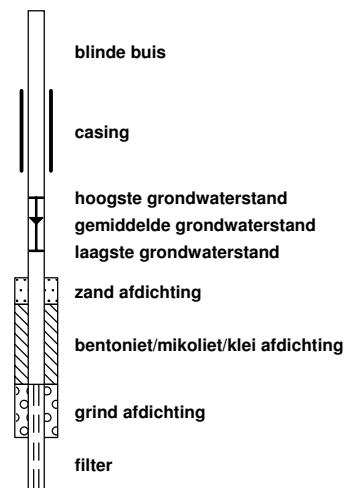 blinde buis
casing
hoogste grondwaterstand
gemiddelde grondwaterstand
laagste grondwaterstand
zand afdichting
bentoniet/mikoliet/klei afdichting
grind afdichting
filter